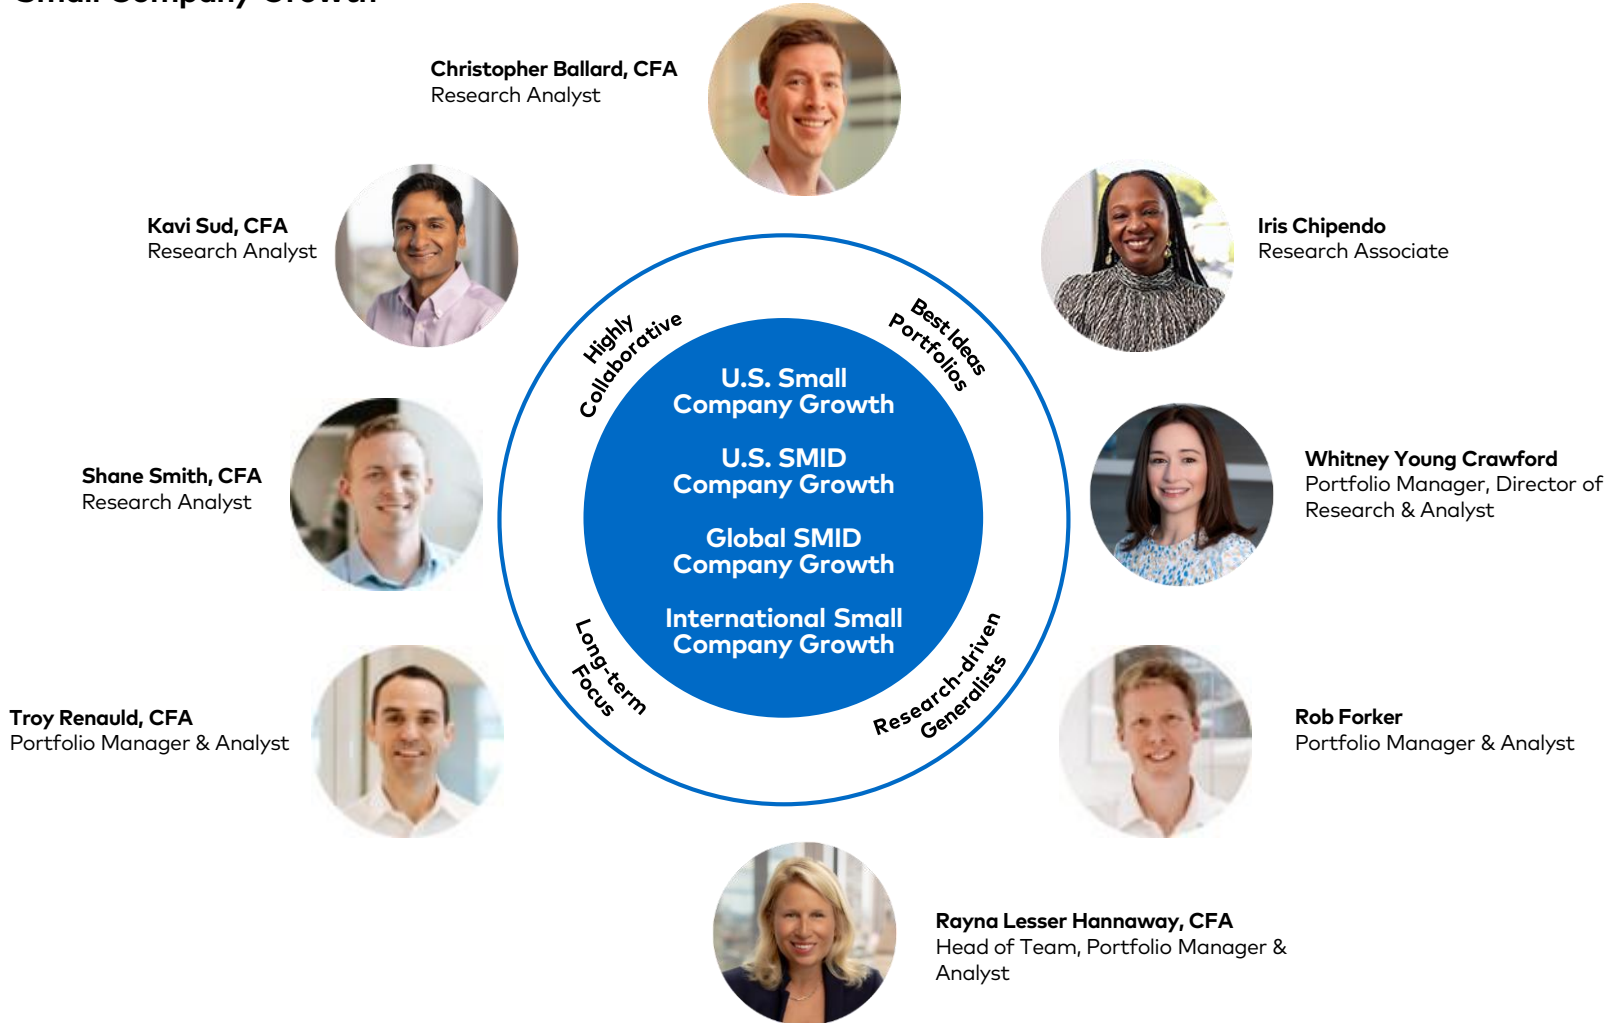 Small Company Growth
Christopher Ballard, CFA
Research Analyst
Kavi Sud, CFA
Research Analyst
Iris Chipendo
Research Associate
Highly
Collaborative
Best Ideas
Portfolios
U.S. Small
Company Growth
U.S. SMID
Company Growth
Global SMID
Company Growth
International Small
Company Growth
Shane Smith, CFA
Research Analyst
Whitney Young Crawford
Portfolio Manager, Director of
Research & Analyst
Long-term
Focus
Research-driven
Generalists
Troy Renauld, CFA
Portfolio Manager & Analyst
Rob Forker
Portfolio Manager & Analyst
Rayna Lesser Hannaway, CFA
Head of Team, Portfolio Manager &
Analyst